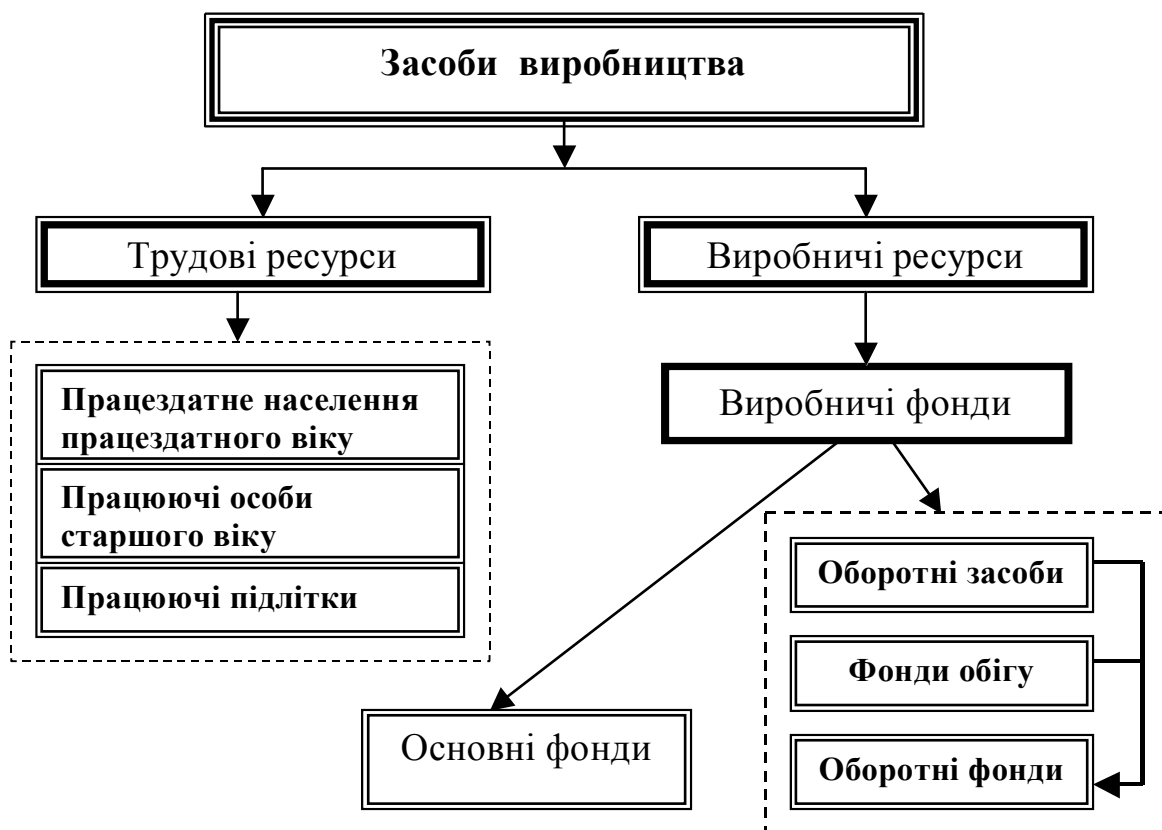 Засоби виробництва
Трудові ресурси
Виробничі ресурси
Працездатне населення
працездатного віку
Працюючі особи
старшого віку
Працюючі підлітки
Виробничі фонди
Оборотні засоби
Фонди обігу
Оборотні фонди
Основні фонди